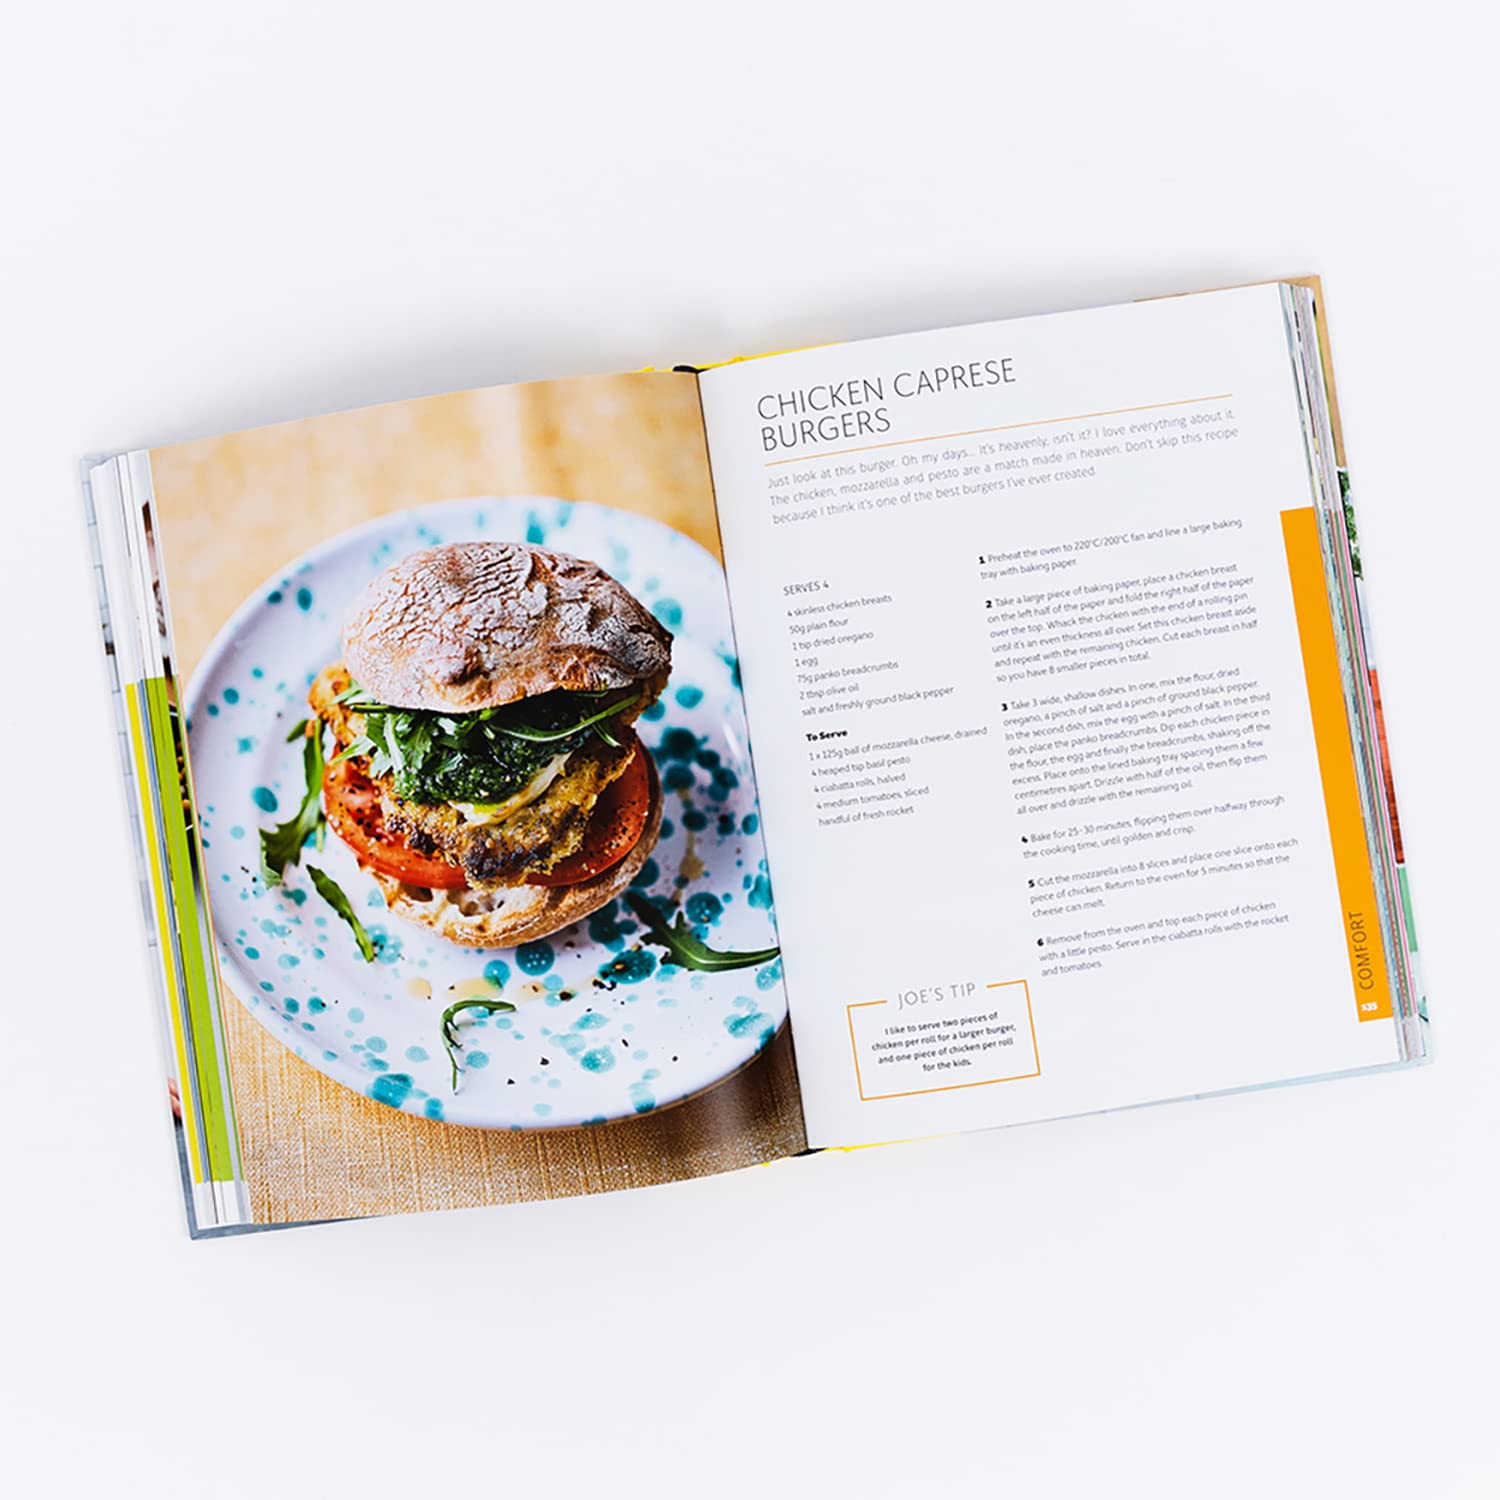 CHICKEN CAPRESE
BURGERS
Just look at this burger. Oh my days... It's heavenly, isn't it? I love everything about it.
The chicken, mozzarella and pesto are a match made in heaven. Don't skip this recipe
because I think it's one of the best burgers I've ever created.
SERVES 4
4 skinless chicken breasts
50g plain flour
1 tsp dried oregano
1 egg
75g panko breadcrumbs
2 tbsp olive oil
salt and freshly ground black pepper
To Serve
1 x 125g ball of mozzarella cheese, drained
4 heaped tsp basil pesto
4 ciabatta rolls, halved
4 medium tomatoes, sliced
handful of fresh rocket
1 Preheat the oven to 220°C/200°C fan and line a large baking
tray with baking paper.
2 Take a large piece of baking paper, place a chicken breast
on the left half of the paper and fold the right half of the paper
over the top. Whack the chicken with the end of a rolling pin
until it's an even thickness all over. Set this chicken breast aside
and repeat with the remaining chicken. Cut each breast in half
so you have 8 smaller pieces in total.
3 Take 3 wide, shallow dishes. In one, mix the flour, dried
oregano, a pinch of salt and a pinch of ground black pepper.
In the second dish, mix the egg with a pinch of salt. In the third
dish, place the panko breadcrumbs. Dip each chicken piece in
the flour, the egg and finally the breadcrumbs, shaking off the
excess. Place onto the lined baking tray spacing them a few
centimetres apart. Drizzle with half of the oil, then flip them
all over and drizzle with the remaining oil.
4 Bake for 25-30 minutes, flipping them over halfway through
the cooking time, until golden and crisp.
5 Cut the mozzarella into 8 slices and place one slice onto each
piece of chicken. Return to the oven for 5 minutes so that the
cheese can melt.
6 Remove from the oven and top each piece of chicken
with a little pesto. Serve in the ciabatta rolls with the rocket
and tomatoes.
JOE'S TIP
I like to serve two pieces of
chicken per roll for a larger burger,
and one piece of chicken per roll
for the kids.
COMFORT